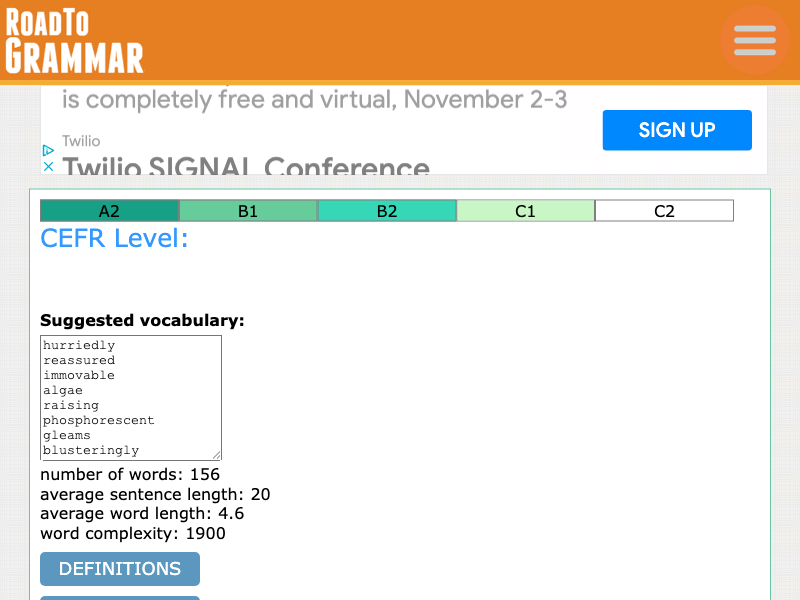 ROADTO
GRAMMAR
is completely free and virtual, November 2-3
SIGN UP
Twilio
Twilio SIGNAL Conference
A2 B1 B2 C1 C2
CEFR Level:
Suggested vocabulary:
hurriedly
reassured
immovable
algae
raising
phosphorescent
gleams
blusteringly
number of words: 156
average sentence length: 20
average word length: 4.6
word complexity: 1900
DEFINITIONS